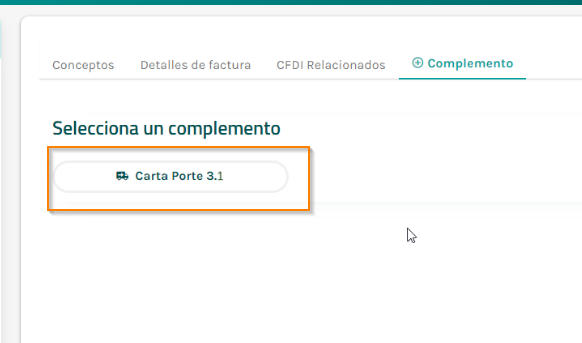 Conceptos Detalles de factura CFDI Relacionados Complemento
Selecciona un complemento
Carta Porte 3.1